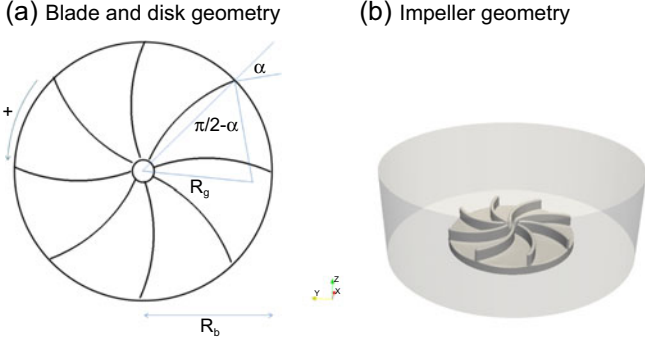 (a) Blade and disk geometry
(b) Impeller geometry
α
+
π/2-α
R_g
R_b
Z
Y
X